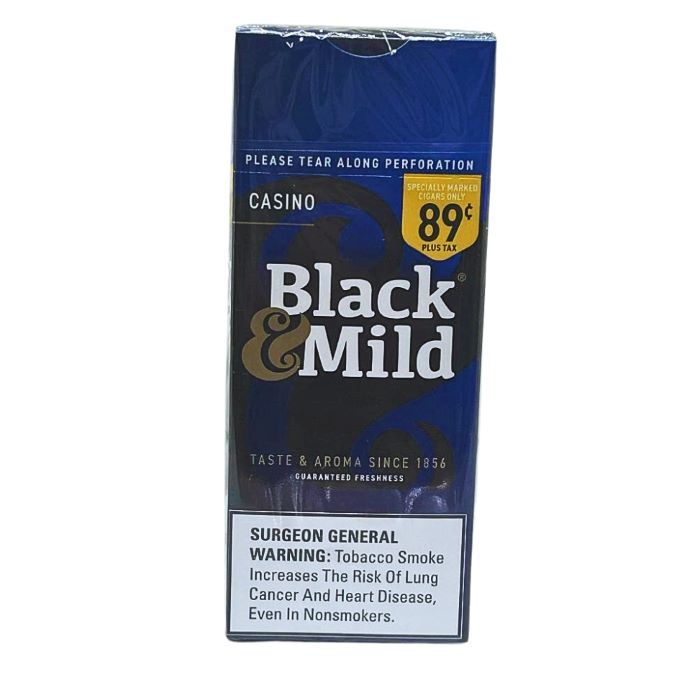 PLEASE TEAR ALONG PERFORATION
CASINO
SPECIALLY MARKED
CIGARS ONLY
89¢
PLUS TAX
Black®
& Mild
TASTE & AROMA SINCE 1856
GUARANTEED FRESHNESS
SURGEON GENERAL
WARNING: Tobacco Smoke
Increases The Risk Of Lung
Cancer And Heart Disease,
Even In Nonsmokers.